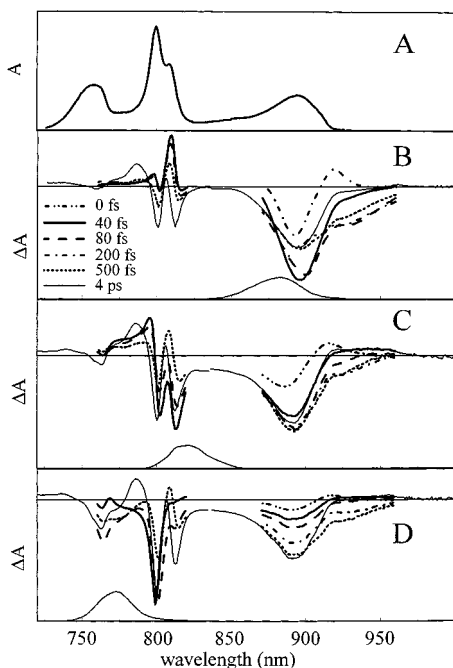 A
A
B
ΔA
0 fs
40 fs
80 fs
200 fs
500 fs
4 ps
C
ΔA
D
ΔA
750 800 850 900 950
wavelength (nm)